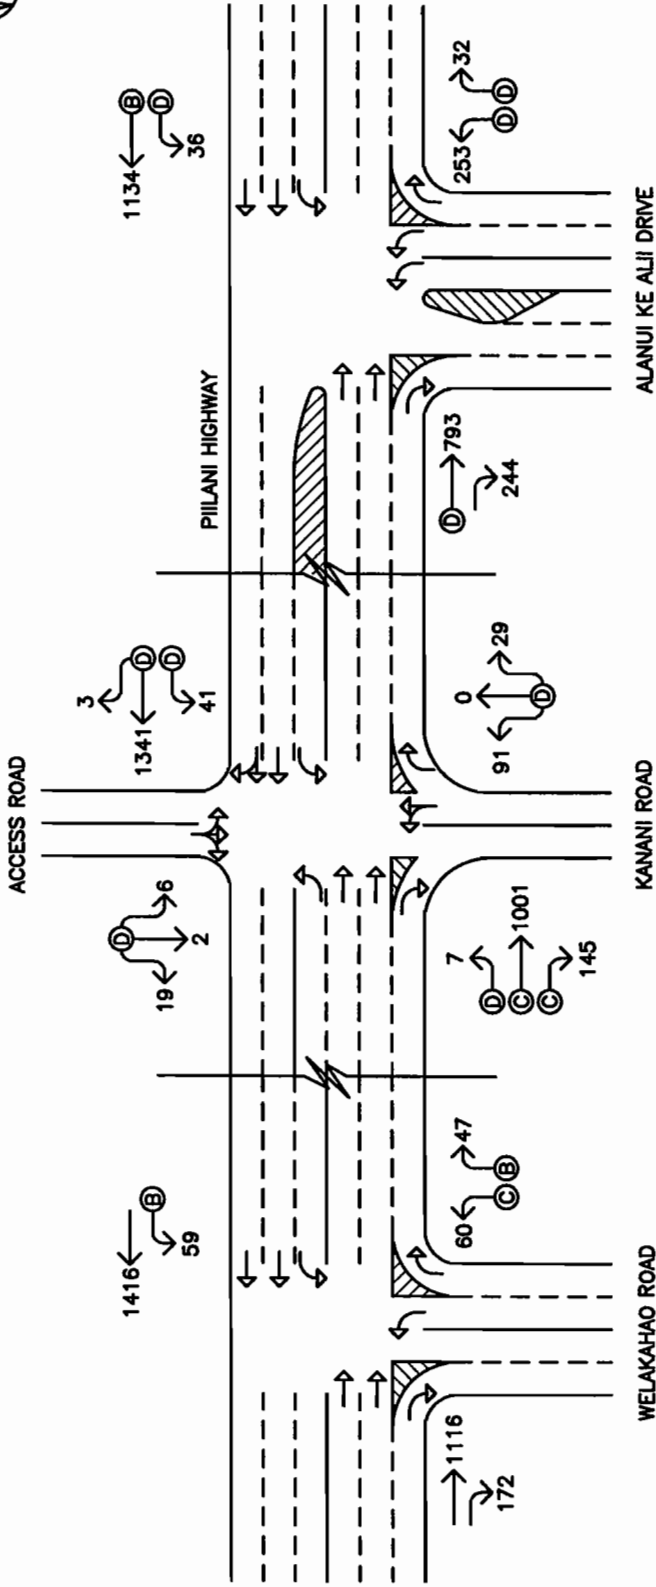 ACCESS ROAD
PIILANI HIGHWAY
1416
B
59
19
D
6
2
3
D
1341
D
41
1134
B
D
36
172
1116
60
47
C
B
7
D
1001
C
C
145
0
91
29
D
D
793
244
253
32
D
D
WELAKAHAO ROAD
KANANI ROAD
ALANUI KE ALII DRIVE